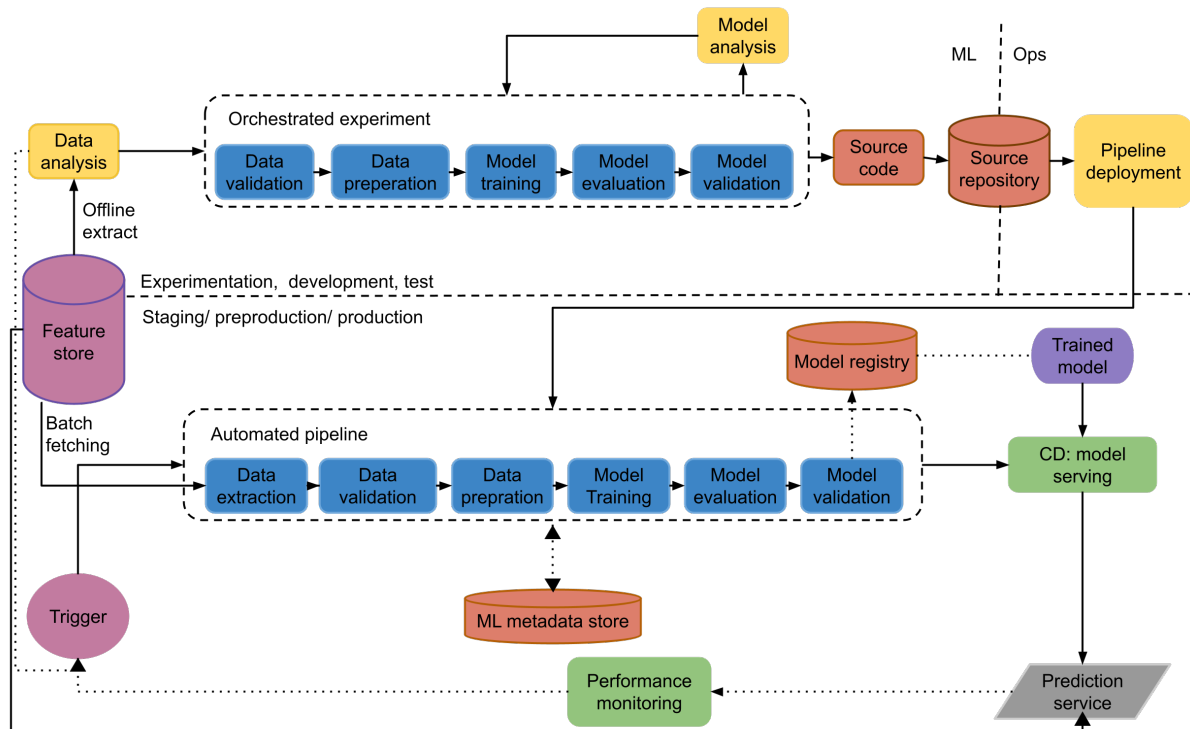 Model
analysis
ML
Ops
Orchestrated experiment
Data
analysis
Data
validation
Data
preperation
Model
training
Model
evaluation
Model
validation
Source
code
Source
repository
Pipeline
deployment
Offline
extract
Experimentation, development, test
Staging/ preproduction/ production
Feature
store
Model registry
Trained
model
Batch
fetching
Automated pipeline
Data
extraction
Data
validation
Data
prepration
Model
Training
Model
evaluation
Model
validation
CD: model
serving
Trigger
ML metadata store
Performance
monitoring
Prediction
service